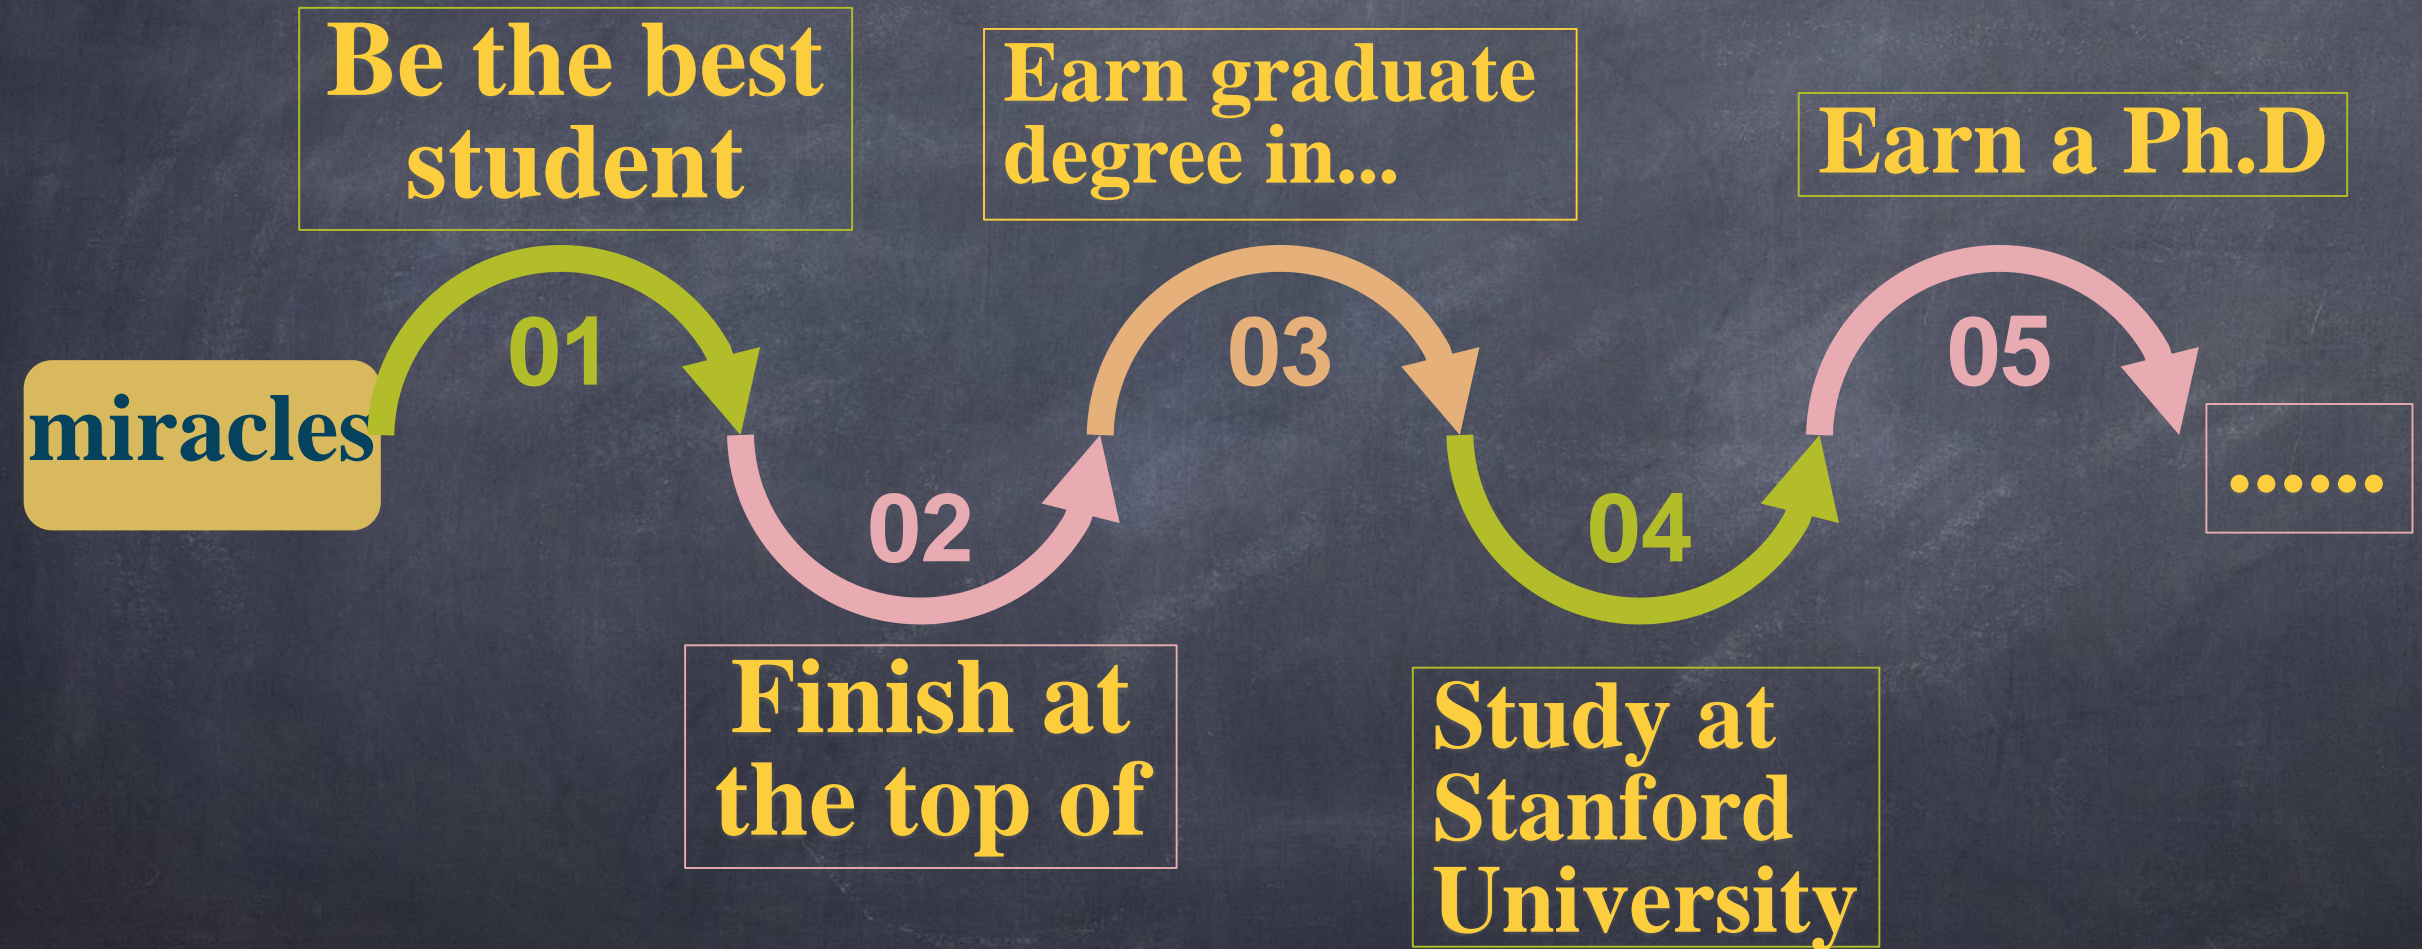 miracles
01
Be the best
student
02
Finish at
the top of
03
Earn graduate
degree in...
04
Study at
Stanford
University
05
Earn a Ph.D
......